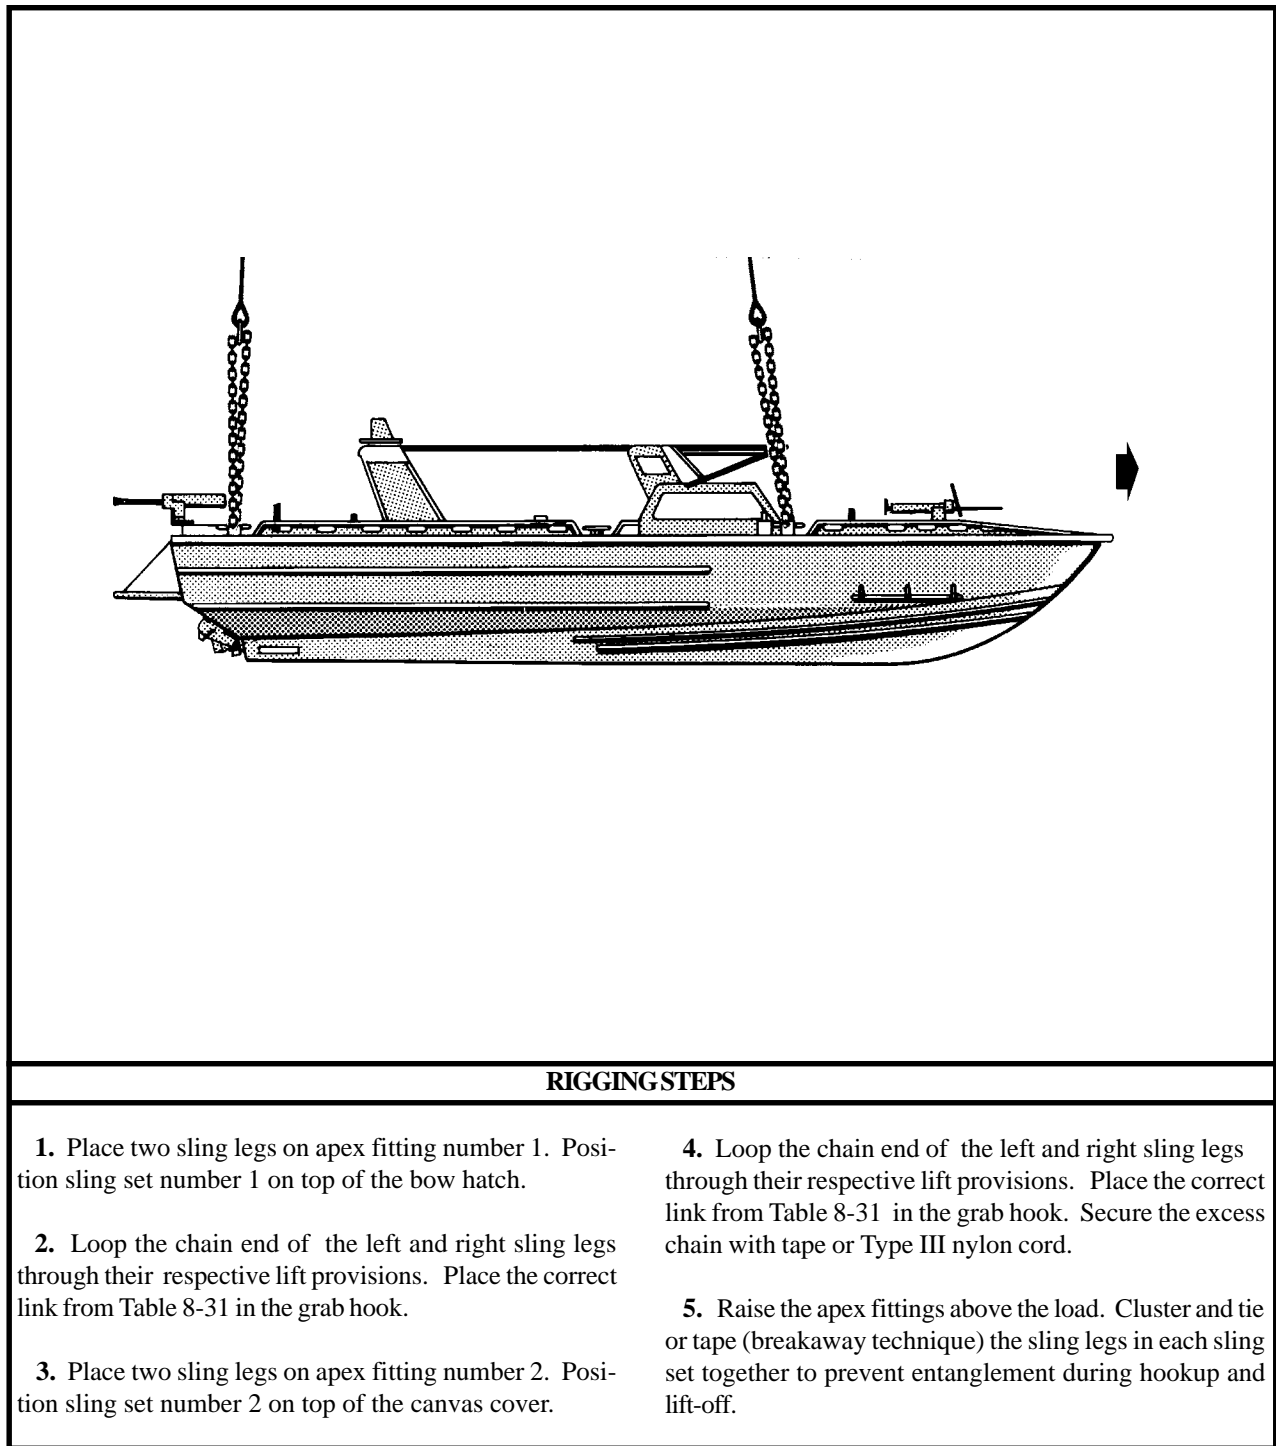 RIGGING STEPS
1. Place two sling legs on apex fitting number 1. Posi-
tion sling set number 1 on top of the bow hatch.
2. Loop the chain end of the left and right sling legs
through their respective lift provisions. Place the correct
link from Table 8-31 in the grab hook.
3. Place two sling legs on apex fitting number 2. Posi-
tion sling set number 2 on top of the canvas cover.
4. Loop the chain end of the left and right sling legs
through their respective lift provisions. Place the correct
link from Table 8-31 in the grab hook. Secure the excess
chain with tape or Type III nylon cord.
5. Raise the apex fittings above the load. Cluster and tie
or tape (breakaway technique) the sling legs in each sling
set together to prevent entanglement during hookup and
lift-off.